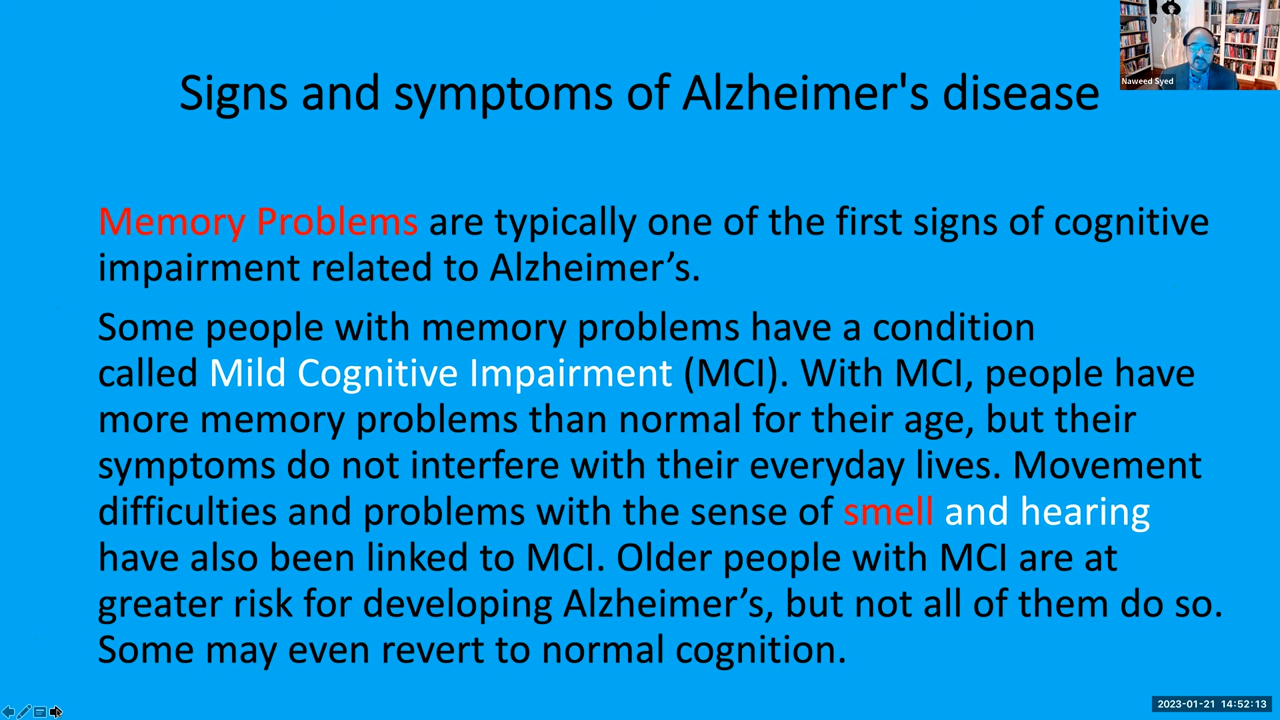 Naweed Syed
Signs and symptoms of Alzheimer's disease
Memory Problems are typically one of the first signs of cognitive
impairment related to Alzheimer’s.
Some people with memory problems have a condition
called Mild Cognitive Impairment (MCI). With MCI, people have
more memory problems than normal for their age, but their
symptoms do not interfere with their everyday lives. Movement
difficulties and problems with the sense of smell and hearing
have also been linked to MCI. Older people with MCI are at
greater risk for developing Alzheimer’s, but not all of them do so.
Some may even revert to normal cognition.
2023-01-21 14:52:13